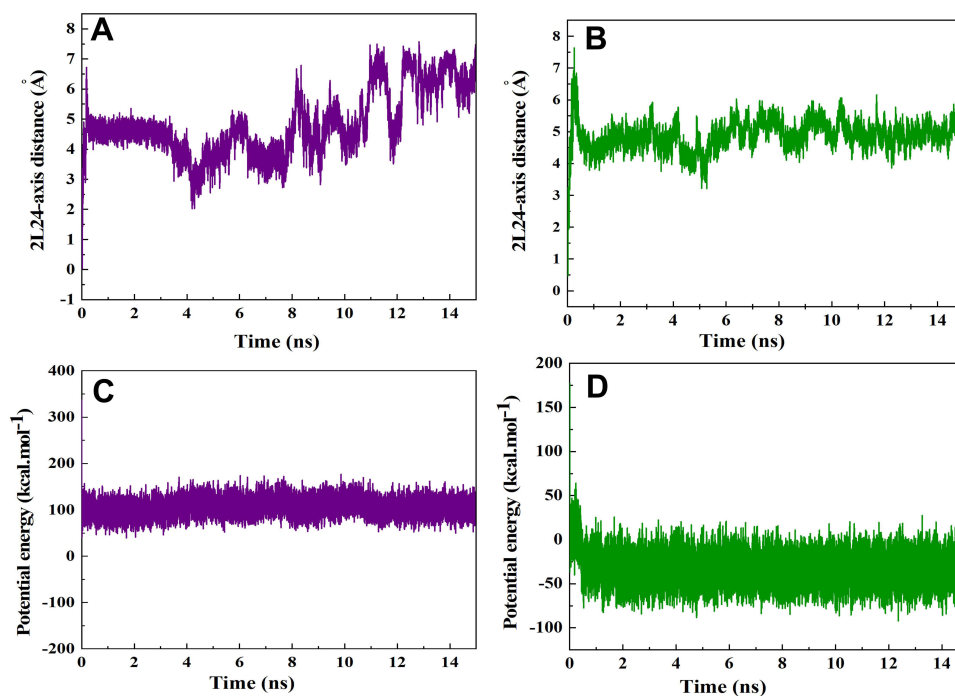 A
2L24-axis distance (Å)
8
7
6
5
4
3
2
1
0
-1
0 2 4 6 8 10 12 14
Time (ns)
B
2L24-axis distance (Å)
8
7
6
5
4
3
2
1
0
0 2 4 6 8 10 12 14
Time (ns)
C
Potential energy (kcal.mol-1)
400
300
200
100
0
-100
-200
0 2 4 6 8 10 12 14
Time (ns)
D
Potential energy (kcal.mol-1)
200
150
100
50
0
-50
-100
0 2 4 6 8 10 12 14
Time (ns)